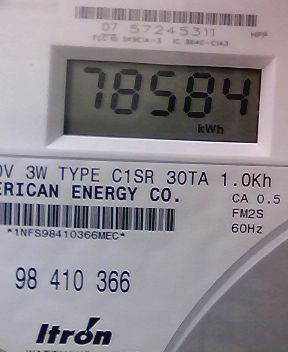 07 57245311
78584
kWh
0V 3W TYPE C1SR 30TA 1.0Kh
ERICAN ENERGY CO.
CA 0.5
FM2S
60Hz
*1NFS98410366MEC*
98 410 366
Itrón